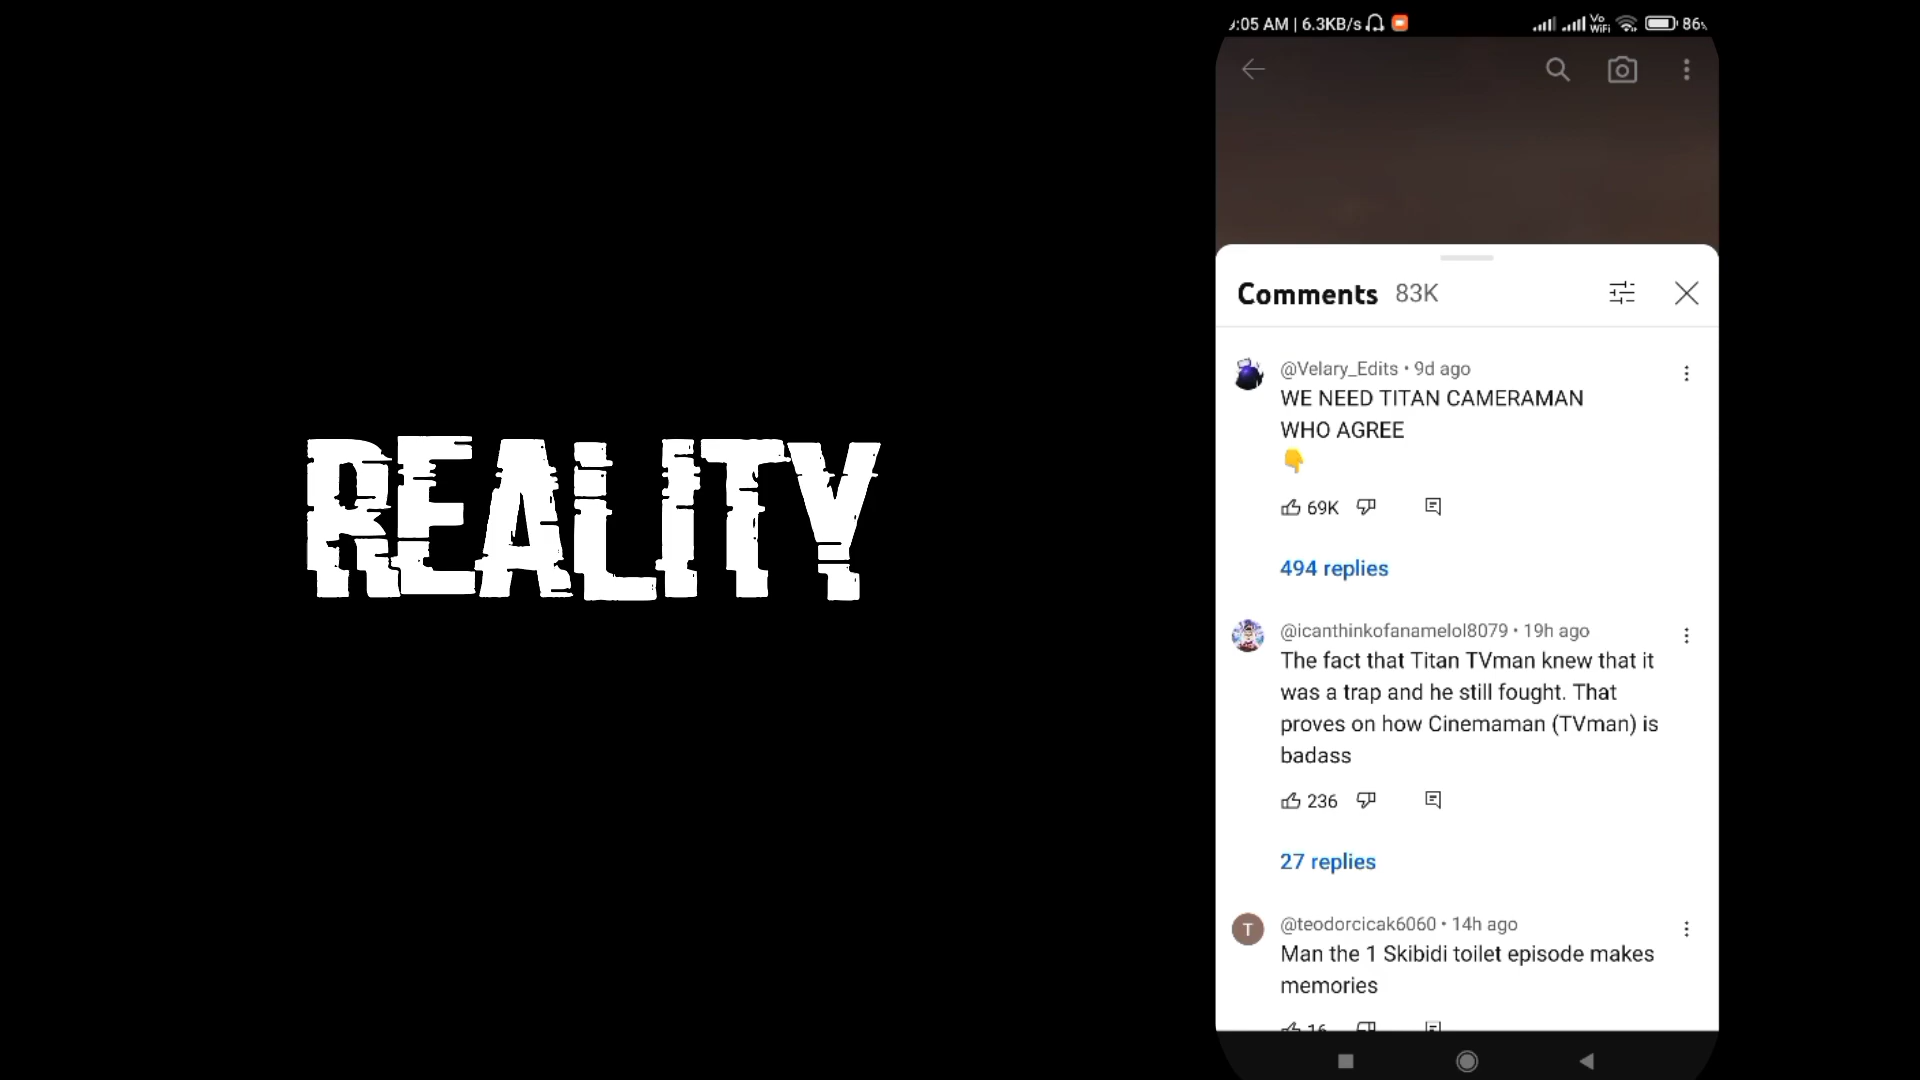 REALITY
:05 AM | 6.3KB/s
Vo
WiFi
86
Comments 83K
@Velary_Edits • 9d ago
WE NEED TITAN CAMERAMAN
WHO AGREE
👇
69K
494 replies
@icanthinkofanamelol8079 • 19h ago
The fact that Titan TVman knew that it
was a trap and he still fought. That
proves on how Cinemaman (TVman) is
badass
236
27 replies
T
@teodorcicak6060 • 14h ago
Man the 1 Skibidi toilet episode makes
memories
16